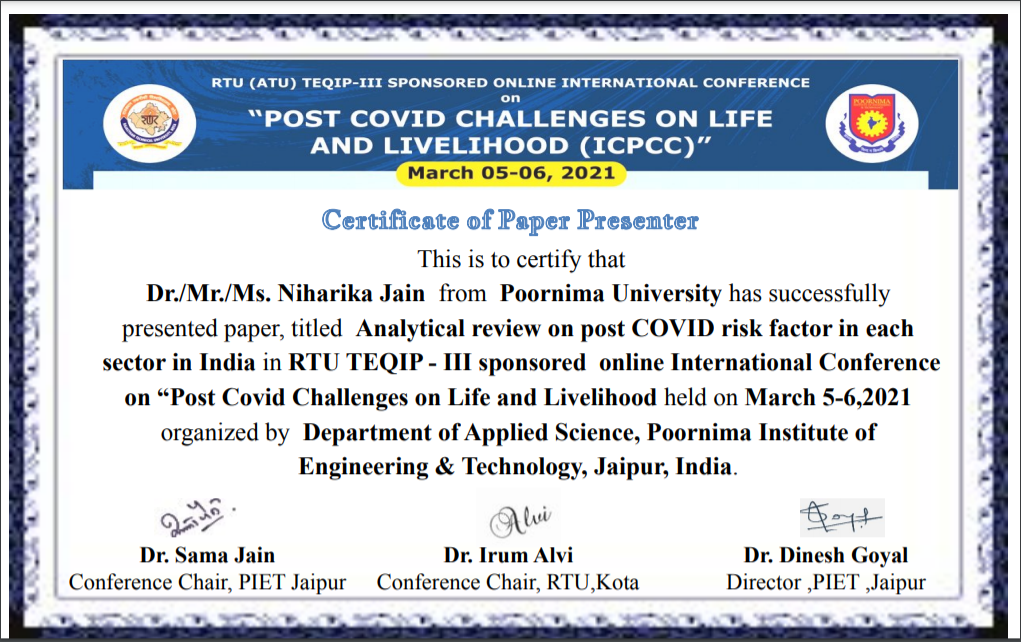 RTU (ATU) TEQIP-III SPONSORED ONLINE INTERNATIONAL CONFERENCE
on
“POST COVID CHALLENGES ON LIFE
AND LIVELIHOOD (ICPCC)”
March 05-06, 2021
POORNIMA
Certificate of Paper Presenter
This is to certify that
Dr./Mr./Ms. Niharika Jain from Poornima University has successfully
presented paper, titled Analytical review on post COVID risk factor in each
sector in India in RTU TEQIP - III sponsored online International Conference
on “Post Covid Challenges on Life and Livelihood held on March 5-6,2021
organized by Department of Applied Science, Poornima Institute of
Engineering & Technology, Jaipur, India.
Alvi
Goyal
Dr. Sama Jain
Dr. Irum Alvi
Dr. Dinesh Goyal
Conference Chair, PIET Jaipur
Conference Chair, RTU,Kota
Director ,PIET ,Jaipur